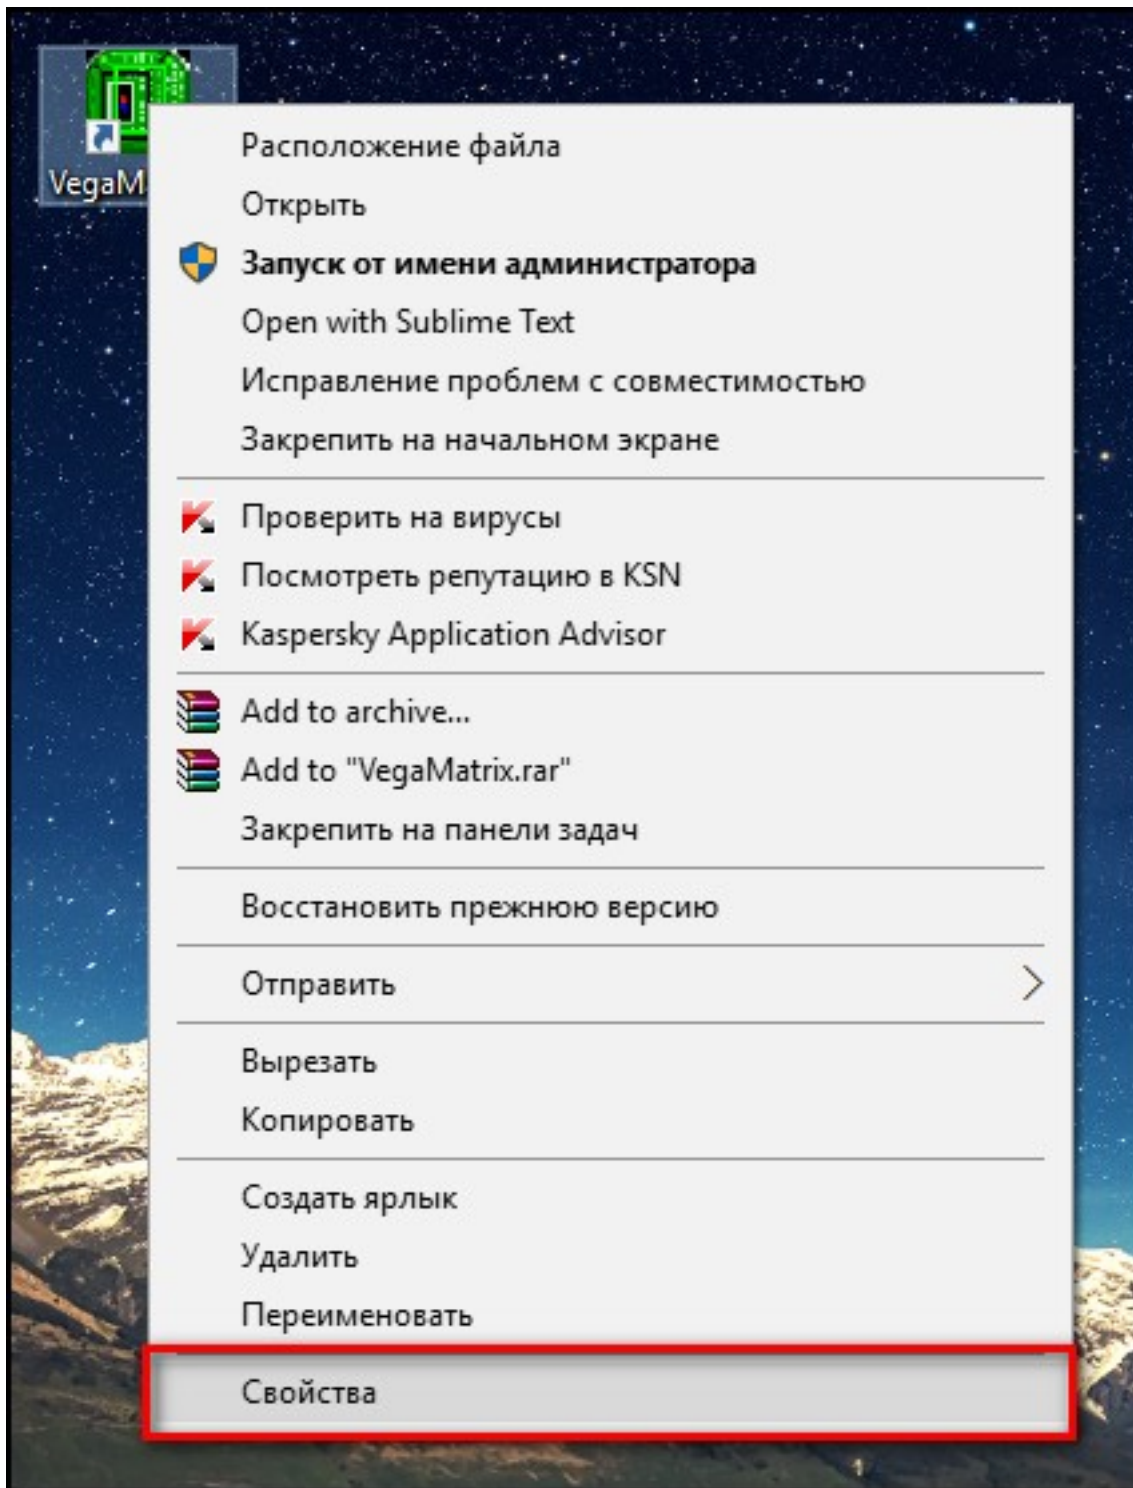 VegaM
Расположение файла
Открыть
Запуск от имени администратора
Open with Sublime Text
Исправление проблем с совместимостью
Закрепить на начальном экране
Проверить на вирусы
Посмотреть репутацию в KSN
Kaspersky Application Advisor
Add to archive...
Add to "VegaMatrix.rar"
Закрепить на панели задач
Восстановить прежнюю версию
Отправить
Вырезать
Копировать
Создать ярлык
Удалить
Переименовать
Свойства